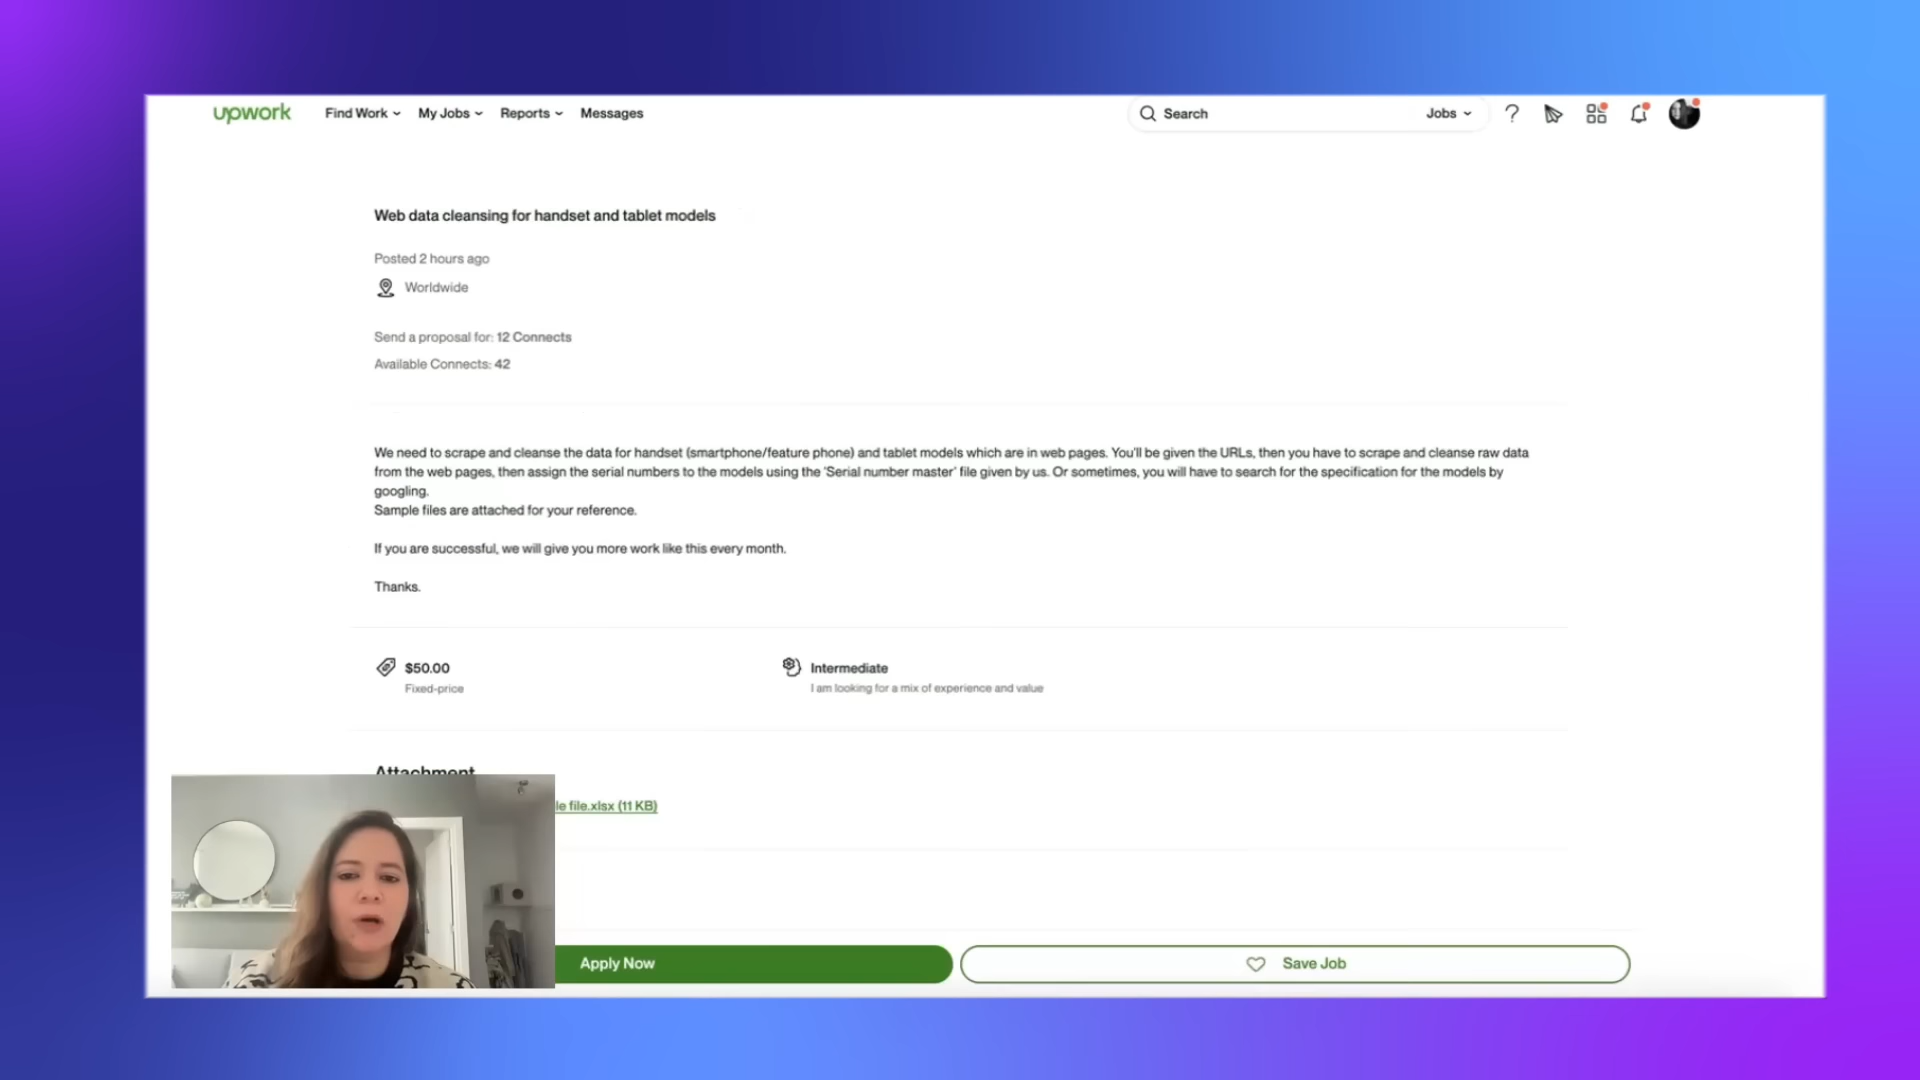 upwork
Find Work
My Jobs
Reports
Messages
Search
Jobs
Web data cleansing for handset and tablet models
Posted 2 hours ago
Worldwide
Send a proposal for: 12 Connects
Available Connects: 42
We need to scrape and cleanse the data for handset (smartphone/feature phone) and tablet models which are in web pages. You'll be given the URLs, then you have to scrape and cleanse raw data
from the web pages, then assign the serial numbers to the models using the 'Serial number master' file given by us. Or sometimes, you will have to search for the specification for the models by
googling.
Sample files are attached for your reference.
If you are successful, we will give you more work like this every month.
Thanks.
$50.00
Fixed-price
Intermediate
I am looking for a mix of experience and value
Attachment
file.xlsx (11 KB)
Apply Now
Save Job